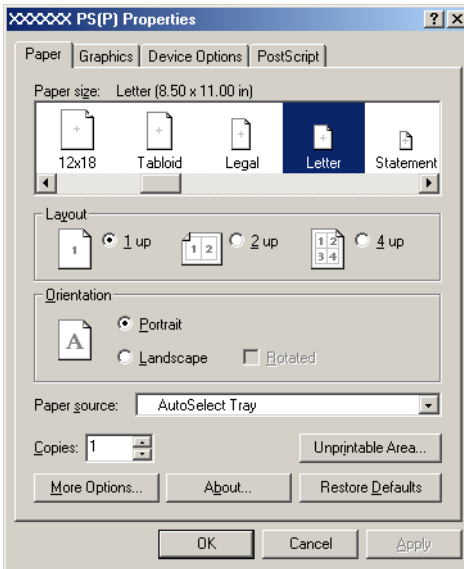 XXXXXX PS(P) Properties
Paper Graphics Device Options PostScript
Paper size: Letter (8.50 x 11.00 in)
12x18 Tabloid Legal Letter Statement
Layout
1 1 up 1 2 2 up 1 2 3 4 4 up
Orientation
A Portrait
Landscape Rotated
Paper source: AutoSelect Tray
Copies: 1 Unprintable Area...
More Options... About... Restore Defaults
OK Cancel Apply